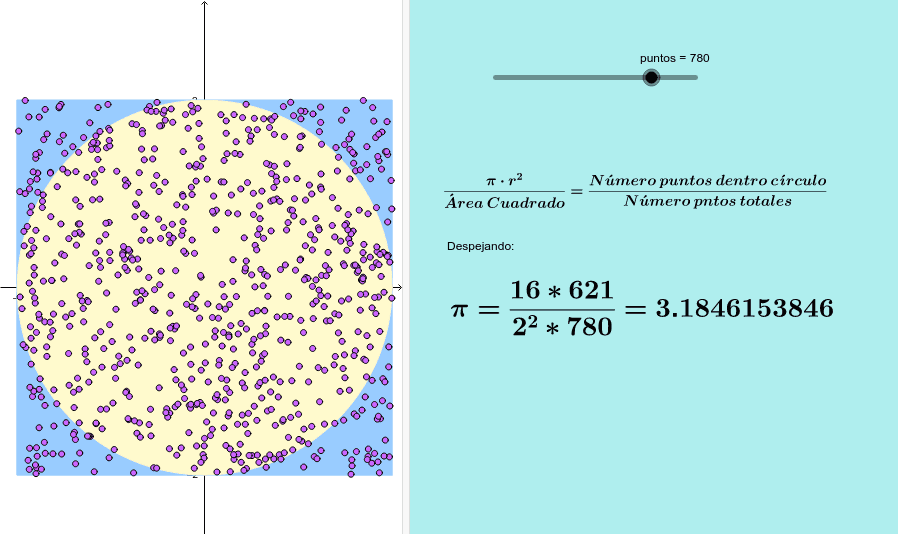 puntos = 780
π · r² / Área Cuadrado = Número puntos dentro círculo / Número pntos totales
Despejando:
π = 16 ∗ 621 / 2² ∗ 780 = 3.1846153846